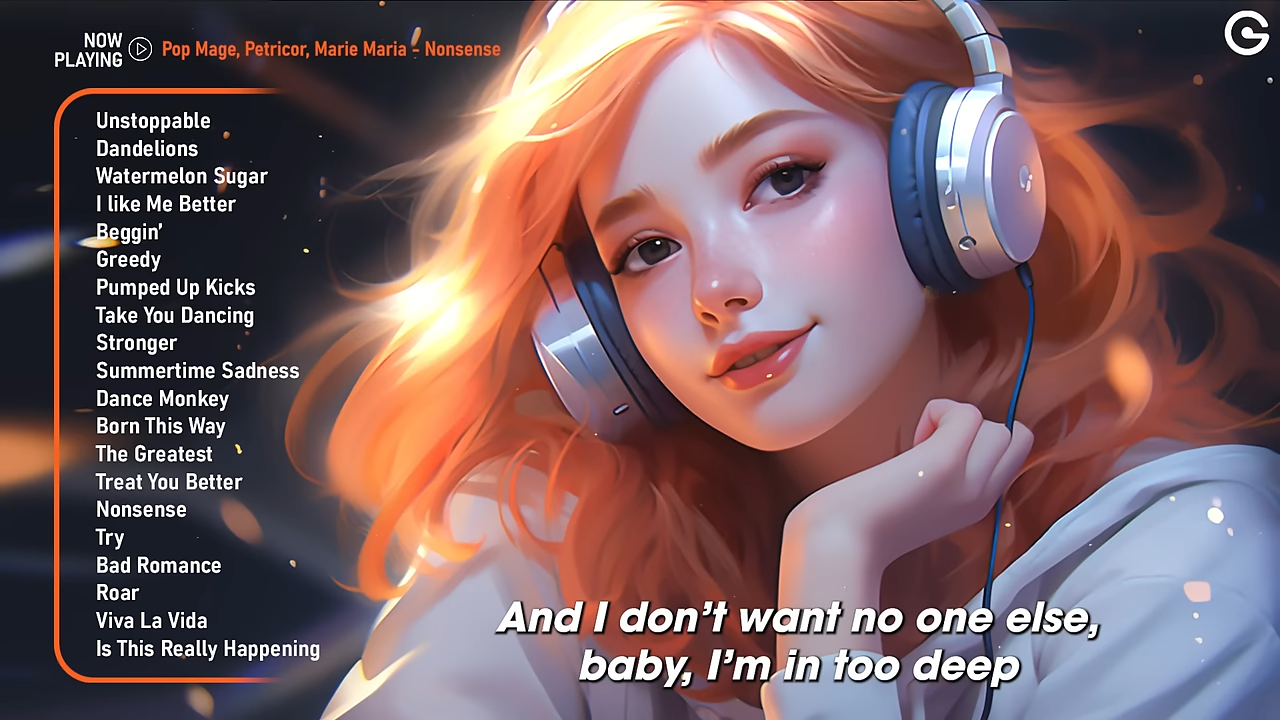 NOW
PLAYING
Pop Mage, Petricor, Marie Maria - Nonsense
Unstoppable
Dandelions
Watermelon Sugar
I like Me Better
Beggin’
Greedy
Pumped Up Kicks
Take You Dancing
Stronger
Summertime Sadness
Dance Monkey
Born This Way
The Greatest
Treat You Better
Nonsense
Try
Bad Romance
Roar
Viva La Vida
Is This Really Happening
And I don’t want no one else,
baby, I’m in too deep
G